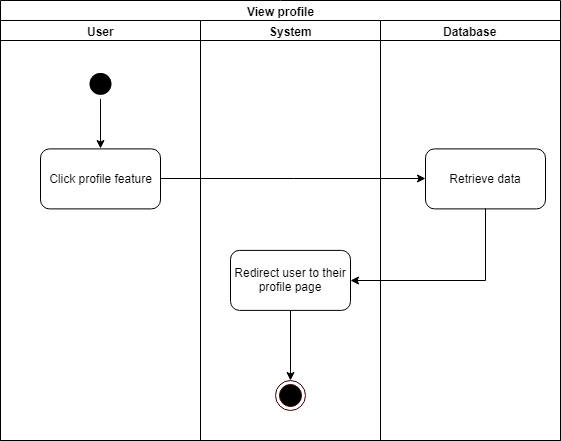 View profile
User
System
Database
Click profile feature
Retrieve data
Redirect user to their
profile page